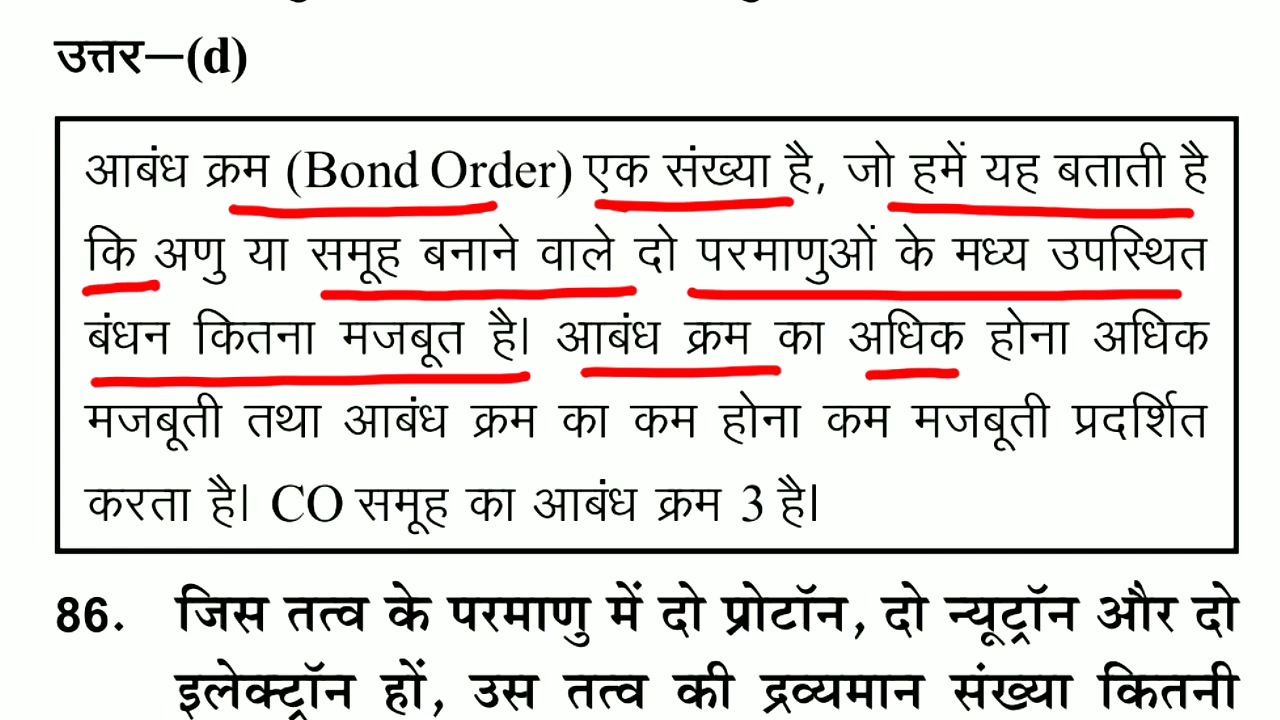 उत्तर—(d)
आबंध क्रम (Bond Order) एक संख्या है, जो हमें यह बताती है
कि अणु या समूह बनाने वाले दो परमाणुओं के मध्य उपस्थित
बंधन कितना मजबूत है। आबंध क्रम का अधिक होना अधिक
मजबूती तथा आबंध क्रम का कम होना कम मजबूती प्रदर्शित
करता है। CO समूह का आबंध क्रम 3 है।
86. जिस तत्व के परमाणु में दो प्रोटॉन, दो न्यूट्रॉन और दो
इलेक्ट्रॉन हों, उस तत्व की द्रव्यमान संख्या कितनी